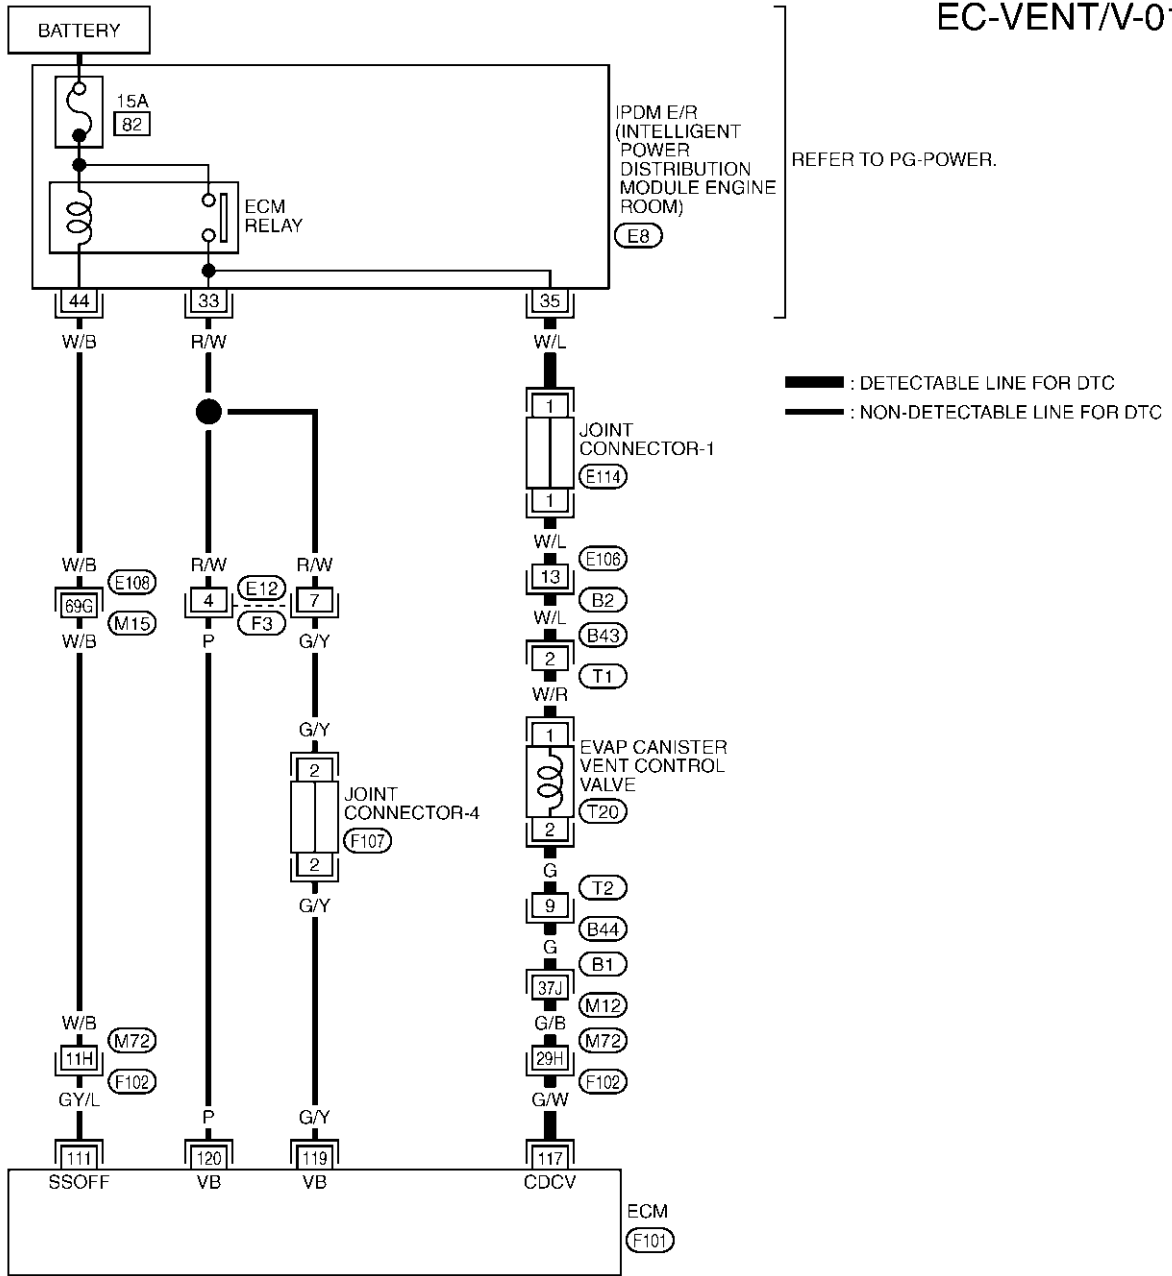 EC-VENT/V-01
BATTERY
15A
82
IPDM E/R
(INTELLIGENT
POWER
DISTRIBUTION
MODULE ENGINE
ROOM)
E8
REFER TO PG-POWER.
ECM
RELAY
44
33
35
W/B
R/W
W/L
: DETECTABLE LINE FOR DTC
: NON-DETECTABLE LINE FOR DTC
1
JOINT
CONNECTOR-1
E114
1
W/L
W/B
R/W
R/W
E106
13
B2
E108
69G
M15
4
E12
F3
7
W/L
W/B
P
G/Y
B43
2
T1
W/R
G/Y
1
EVAP CANISTER
VENT CONTROL
VALVE
T20
2
2
JOINT
CONNECTOR-4
F107
2
G/Y
G
T2
9
B44
G
B1
37J
M12
G/B
W/B
M72
11H
F102
GY/L
M72
29H
F102
G/W
P
G/Y
111
120
119
117
SSOFF
VB
VB
CDCV
ECM
F101